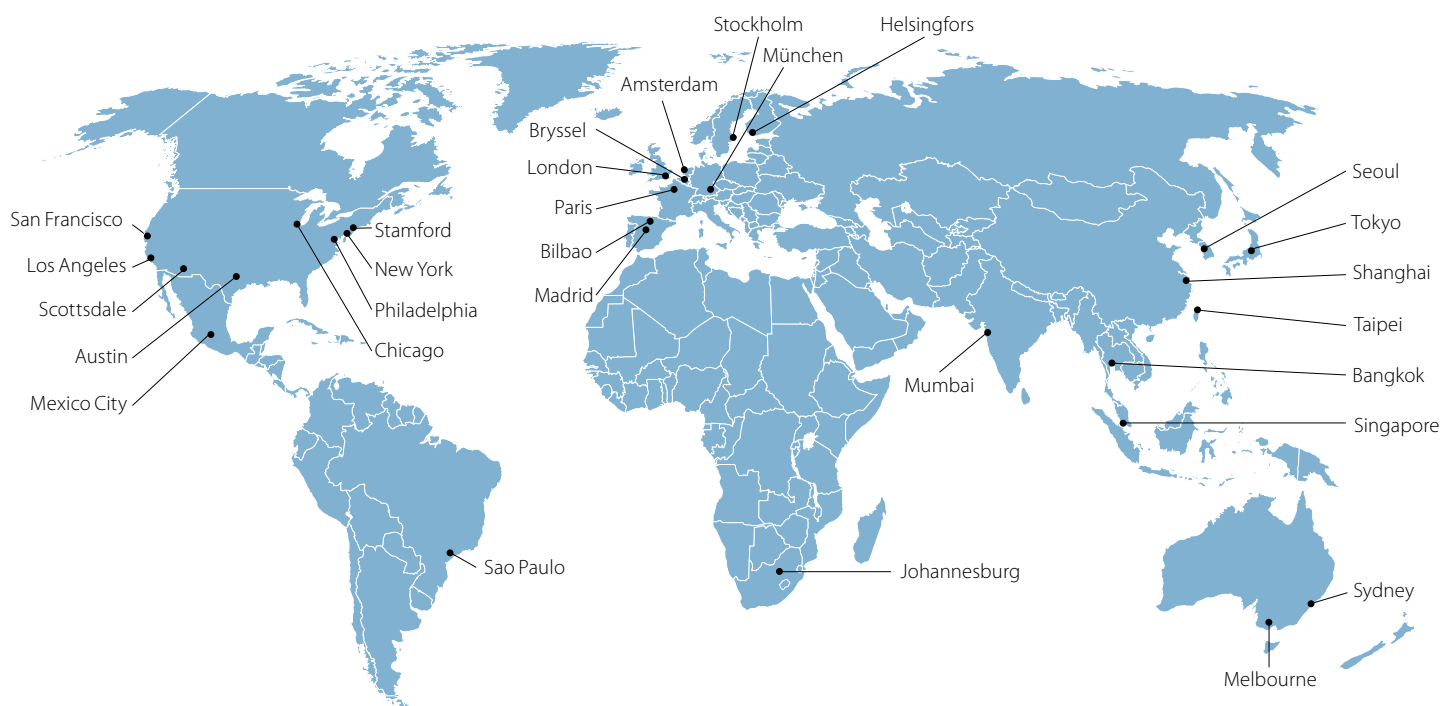 Stockholm
Helsingfors
München
Amsterdam
Bryssel
London
Paris
Bilbao
Madrid
San Francisco
Los Angeles
Scottsdale
Austin
Mexico City
Stamford
New York
Philadelphia
Chicago
Sao Paulo
Johannesburg
Mumbai
Seoul
Tokyo
Shanghai
Taipei
Bangkok
Singapore
Sydney
Melbourne